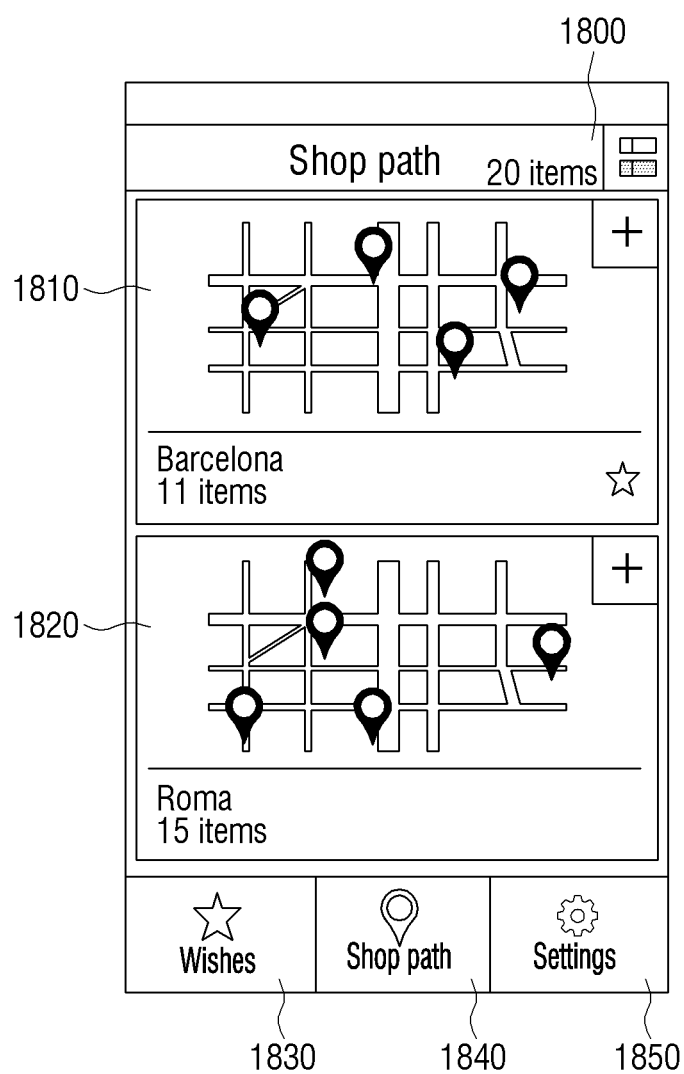 1800
Shop path
20 items
+
1810
Barcelona
11 items
+
1820
Roma
15 items
Wishes
Shop path
Settings
1830
1840
1850